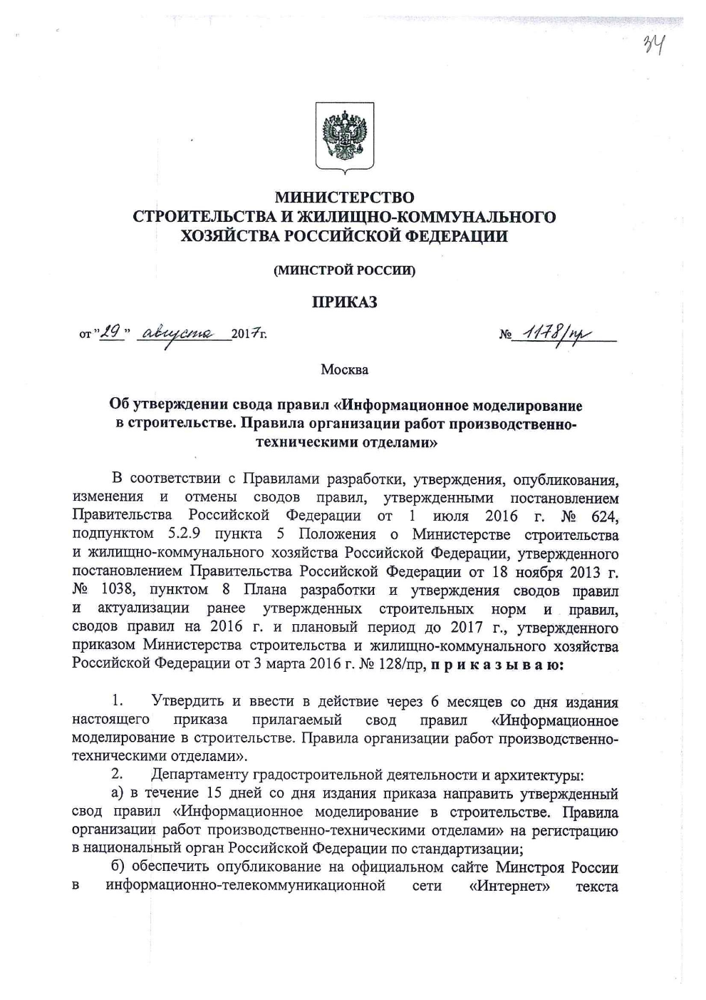 34
МИНИСТЕРСТВО
СТРОИТЕЛЬСТВА И ЖИЛИЩНО-КОММУНАЛЬНОГО
ХОЗЯЙСТВА РОССИЙСКОЙ ФЕДЕРАЦИИ
(МИНСТРОЙ РОССИИ)
ПРИКАЗ
от "29" августа 2017г. № 1178/пр
Москва
Об утверждении свода правил «Информационное моделирование
в строительстве. Правила организации работ производственно-
техническими отделами»
В соответствии с Правилами разработки, утверждения, опубликования,
изменения и отмены сводов правил, утвержденными постановлением
Правительства Российской Федерации от 1 июля 2016 г. № 624,
подпунктом 5.2.9 пункта 5 Положения о Министерстве строительства
и жилищно-коммунального хозяйства Российской Федерации, утвержденного
постановлением Правительства Российской Федерации от 18 ноября 2013 г.
№ 1038, пунктом 8 Плана разработки и утверждения сводов правил
и актуализации ранее утвержденных строительных норм и правил,
сводов правил на 2016 г. и плановый период до 2017 г., утвержденного
приказом Министерства строительства и жилищно-коммунального хозяйства
Российской Федерации от 3 марта 2016 г. № 128/пр, п р и к а з ы в а ю:
1. Утвердить и ввести в действие через 6 месяцев со дня издания
настоящего приказа прилагаемый свод правил «Информационное
моделирование в строительстве. Правила организации работ производственно-
техническими отделами».
2. Департаменту градостроительной деятельности и архитектуры:
а) в течение 15 дней со дня издания приказа направить утвержденный
свод правил «Информационное моделирование в строительстве. Правила
организации работ производственно-техническими отделами» на регистрацию
в национальный орган Российской Федерации по стандартизации;
б) обеспечить опубликование на официальном сайте Минстроя России
в информационно-телекоммуникационной сети «Интернет» текста